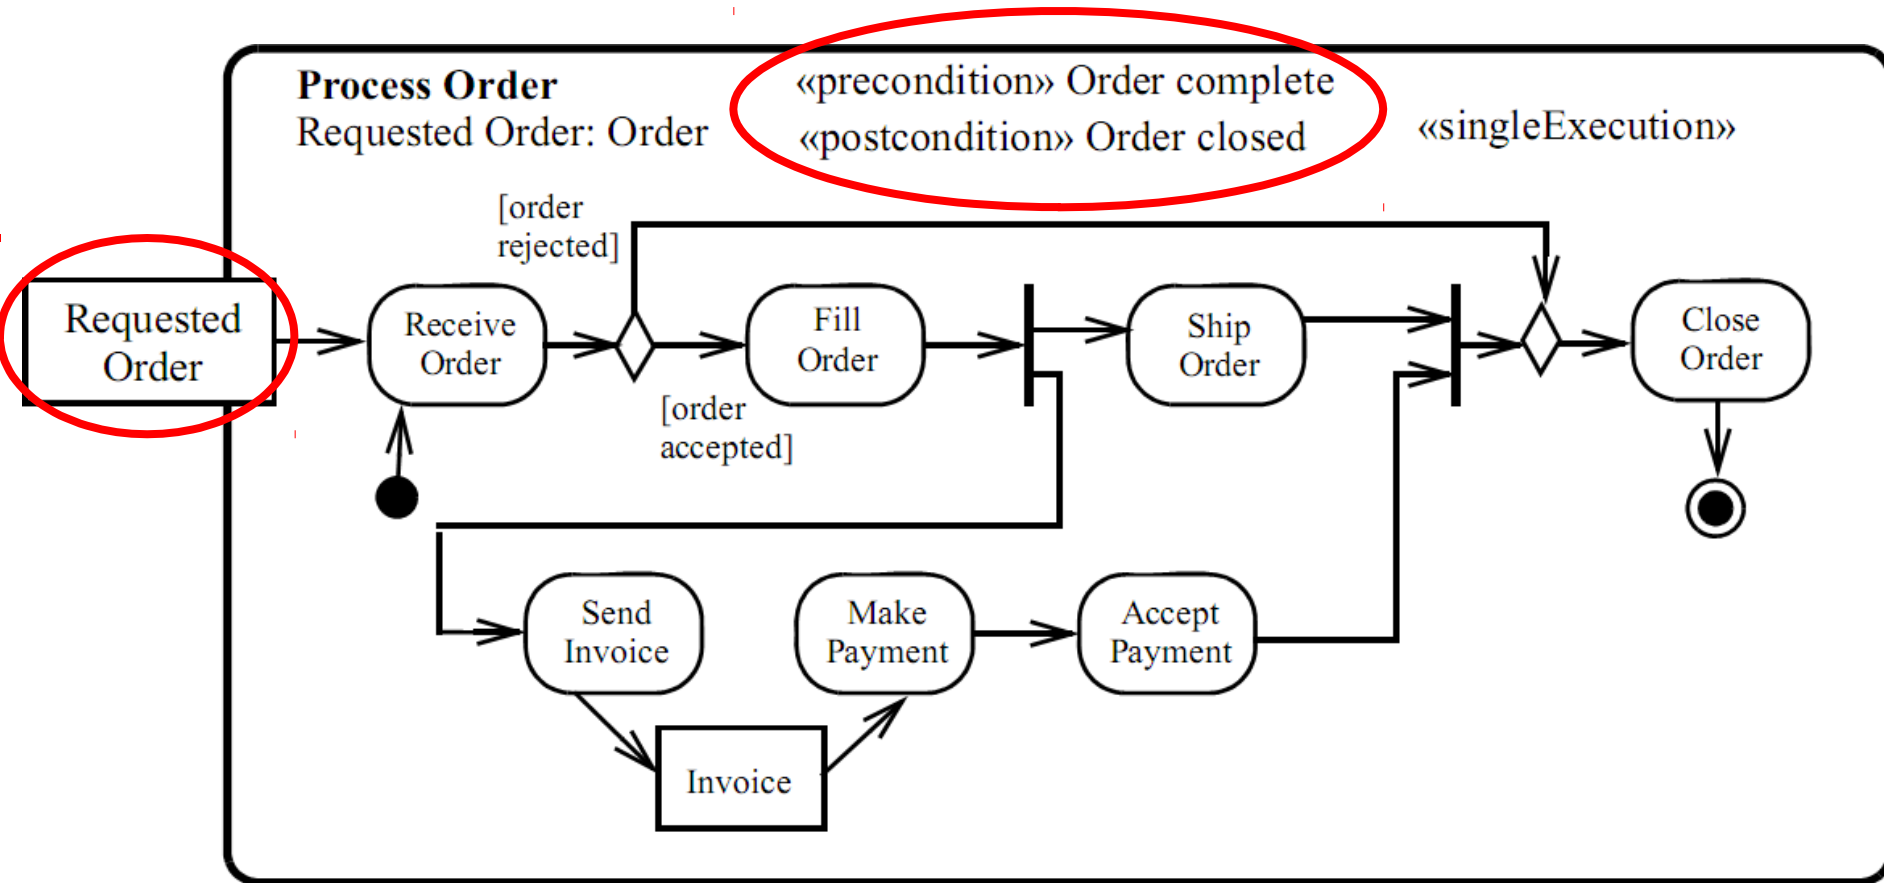 Process Order
Requested Order: Order
«precondition» Order complete
«postcondition» Order closed
«singleExecution»
[order
rejected]
Requested
Order
Receive
Order
Fill
Order
Ship
Order
Close
Order
[order
accepted]
Send
Invoice
Make
Payment
Accept
Payment
Invoice